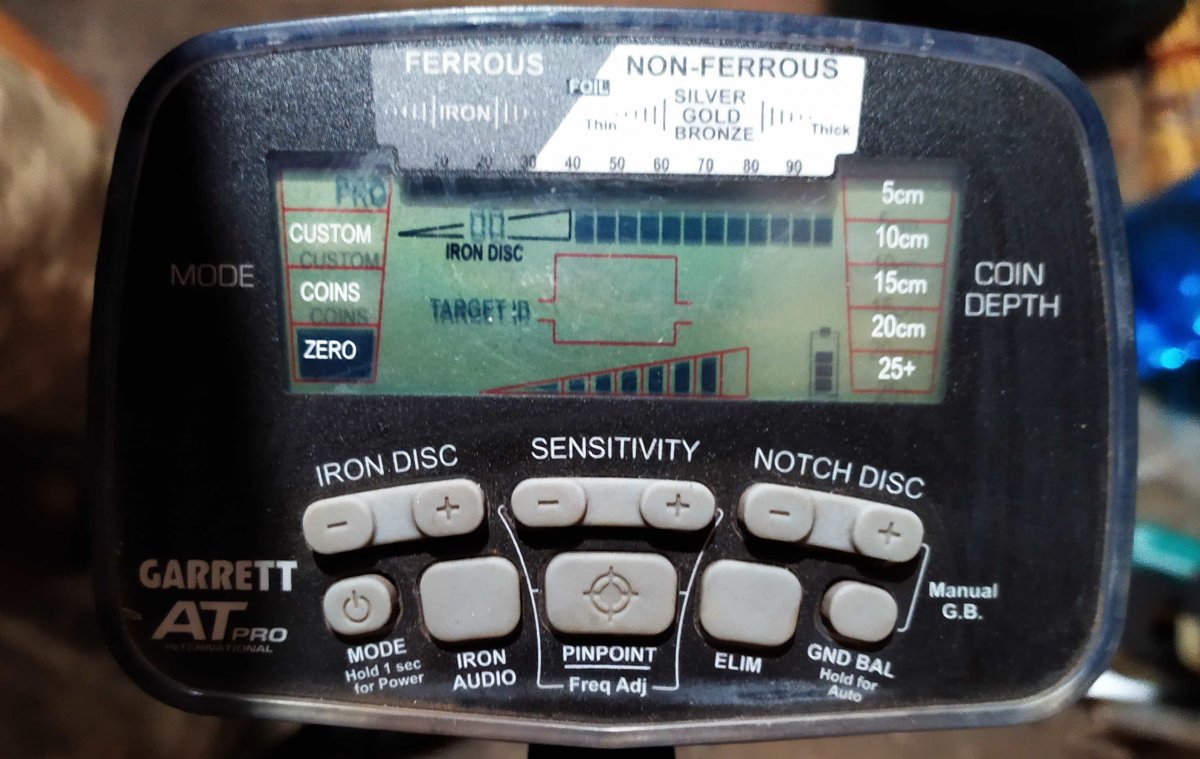 FERROUS
NON-FERROUS
FOIL
IRON
SILVER
GOLD
BRONZE
Thin
Thick
10 20 30 40 50 60 70 80 90
PRO
CUSTOM
CUSTOM
COINS
COINS
ZERO
MODE
00
IRON DISC
TARGET ID
5cm
10cm
15cm
20cm
25+
COIN
DEPTH
IRON DISC
SENSITIVITY
NOTCH DISC
- +
- +
- +
GARRETT
AT PRO
INTERNATIONAL
MODE
Hold 1 sec
for Power
IRON
AUDIO
PINPOINT
Freq Adj
ELIM
GND BAL
Hold for
Auto
Manual
G.B.